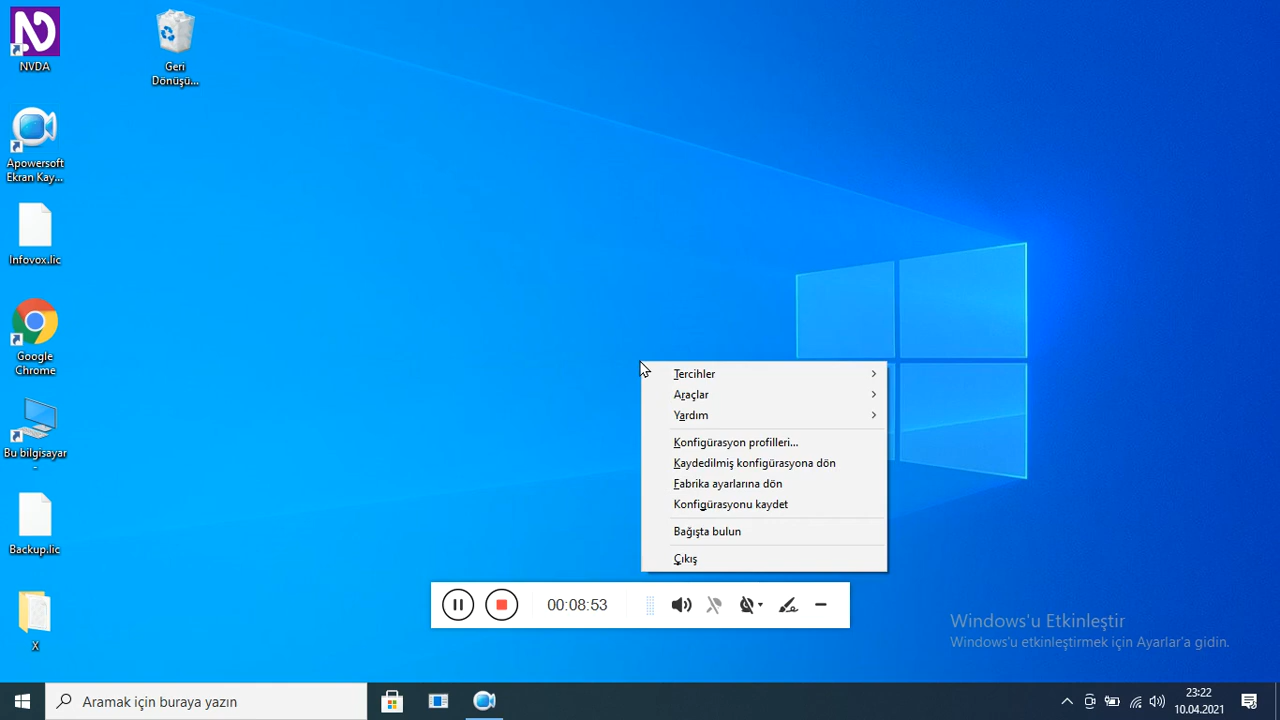 NVDA
Geri
Dönüşü...
Apowersoft
Ekran Kay...
Infovox.lic
Google
Chrome
Bu bilgisayar
-
Backup.lic
X
Tercihler
Araçlar
Yardım
Konfigürasyon profilleri...
Kaydedilmiş konfigürasyona dön
Fabrika ayarlarına dön
Konfigürasyonu kaydet
Bağışta bulun
Çıkış
00:08:53
Windows'u Etkinleştir
Windows'u etkinleştirmek için Ayarlar'a gidin.
Aramak için buraya yazın
23:22
10.04.2021